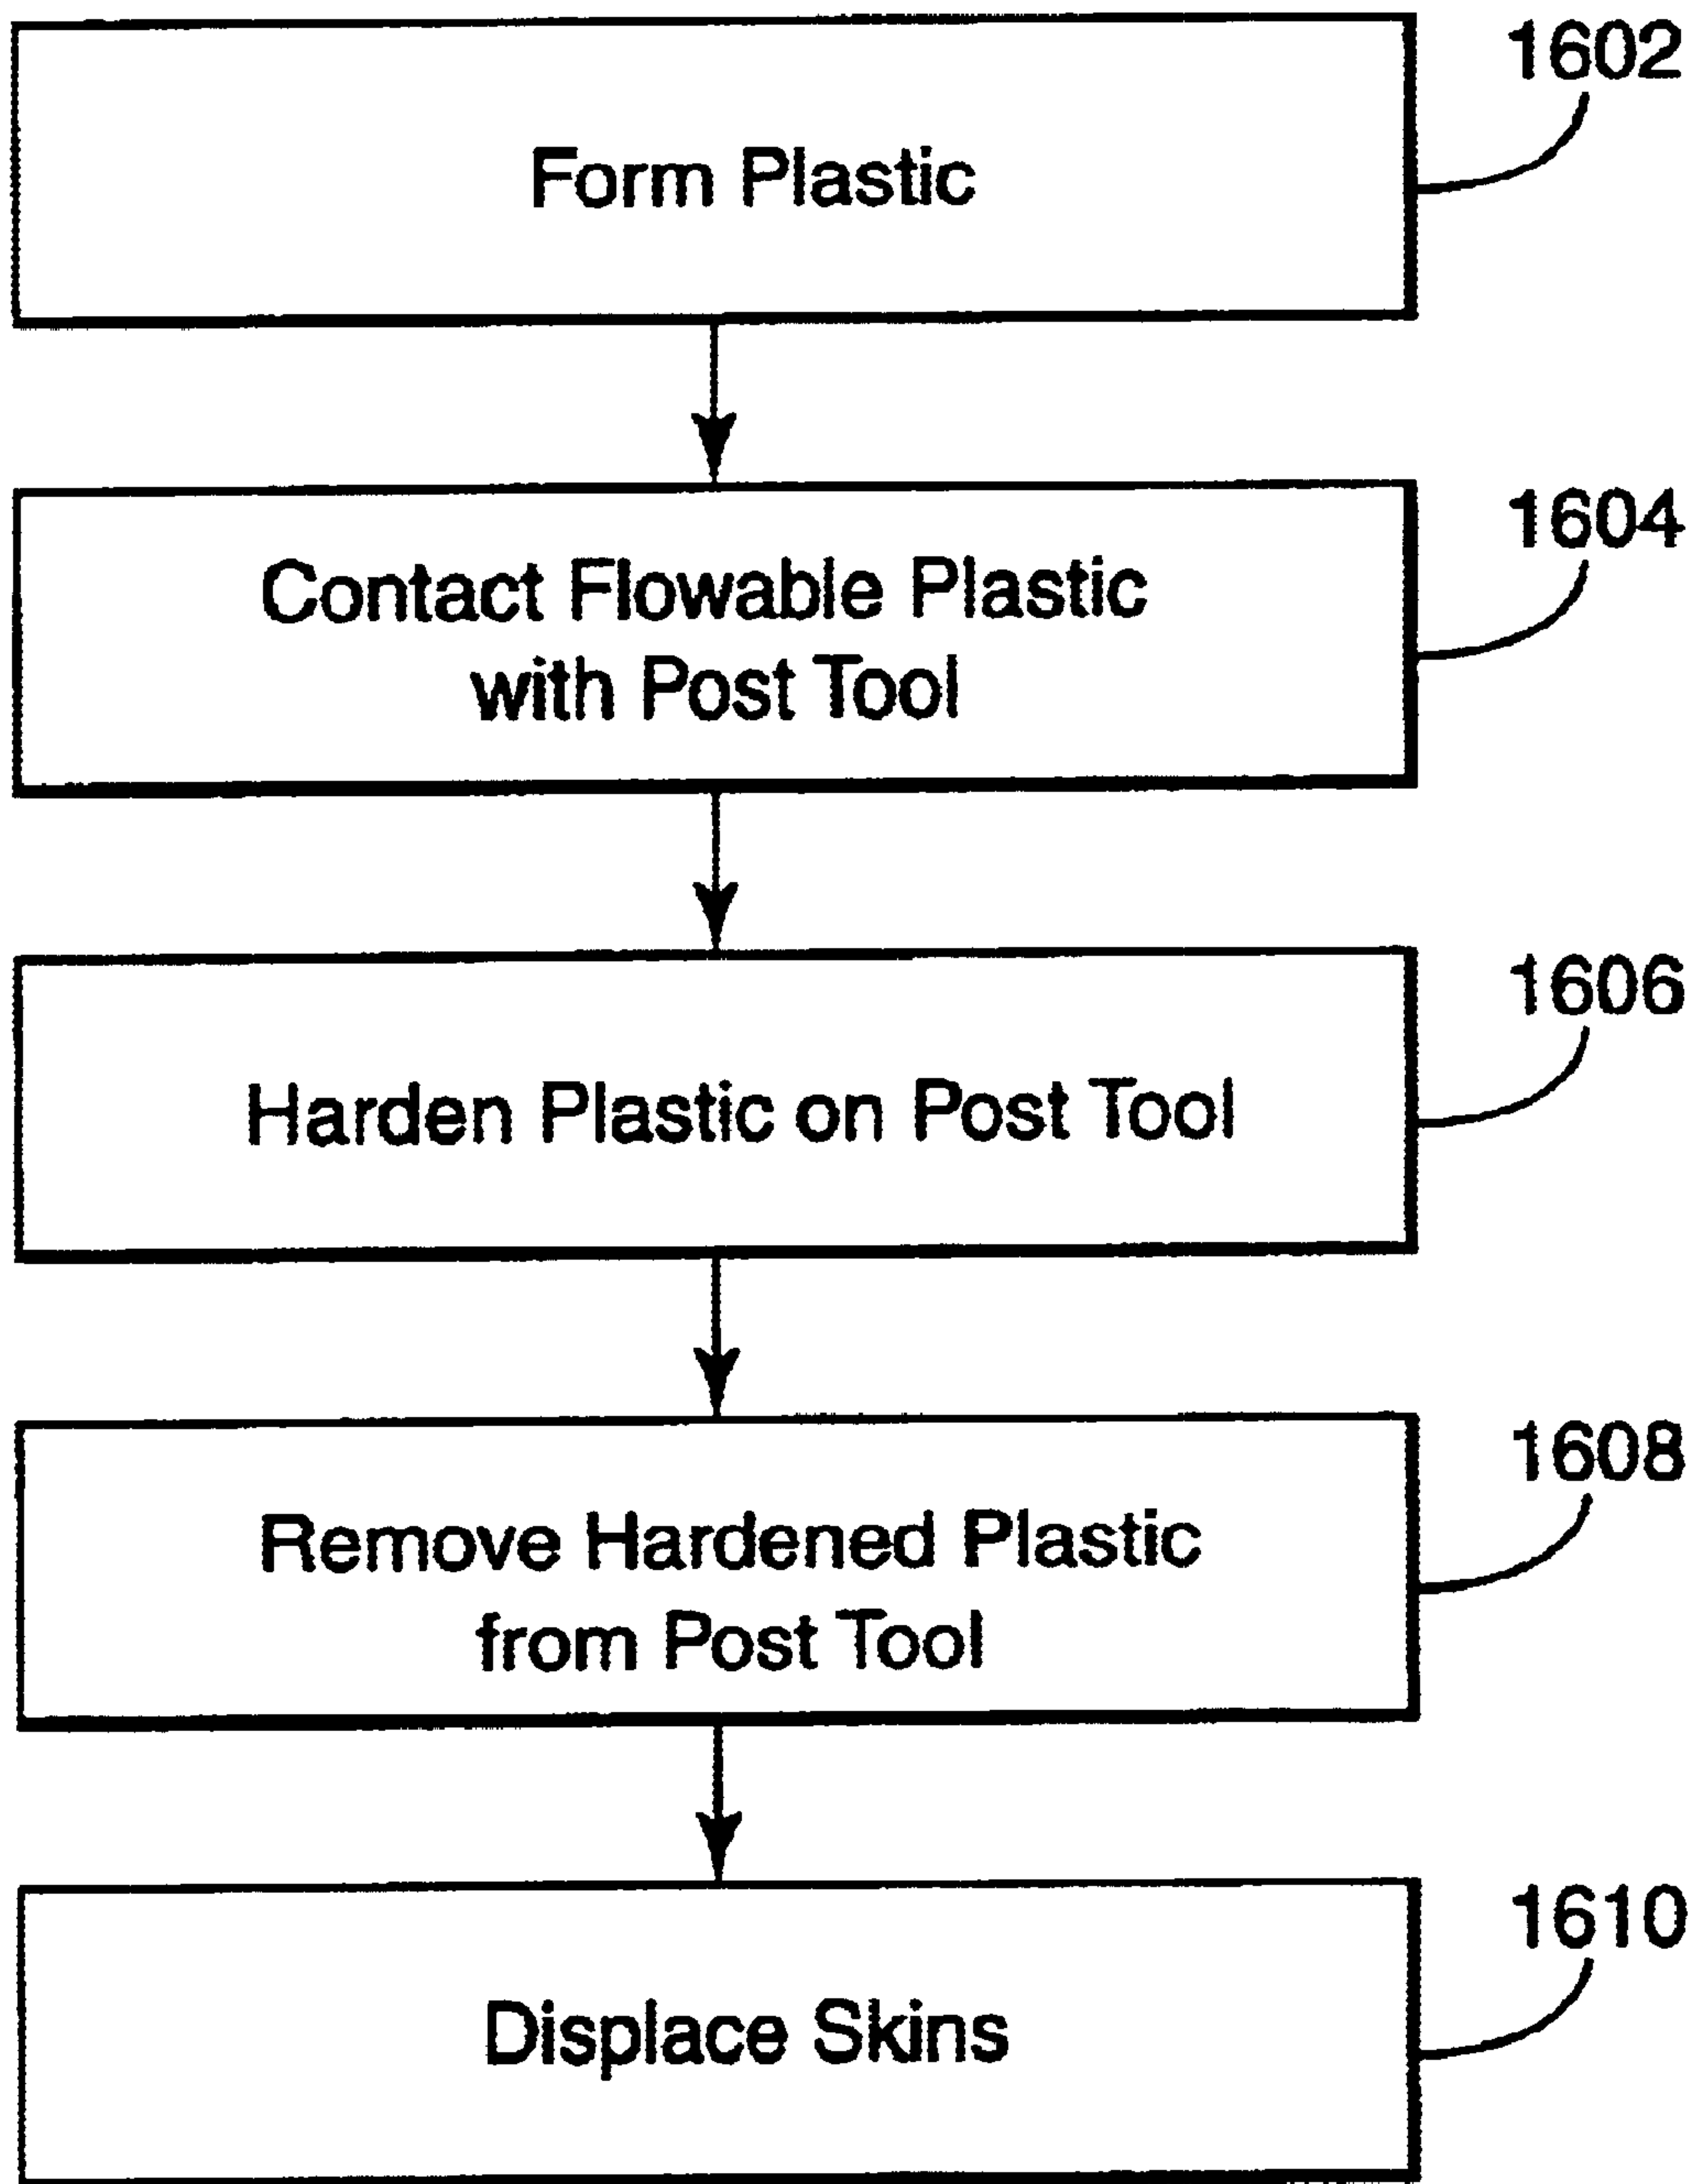 1602
Form Plastic
1604
Contact Flowable Plastic
with Post Tool
1606
Harden Plastic on Post Tool
1608
Remove Hardened Plastic
from Post Tool
1610
Displace Skins